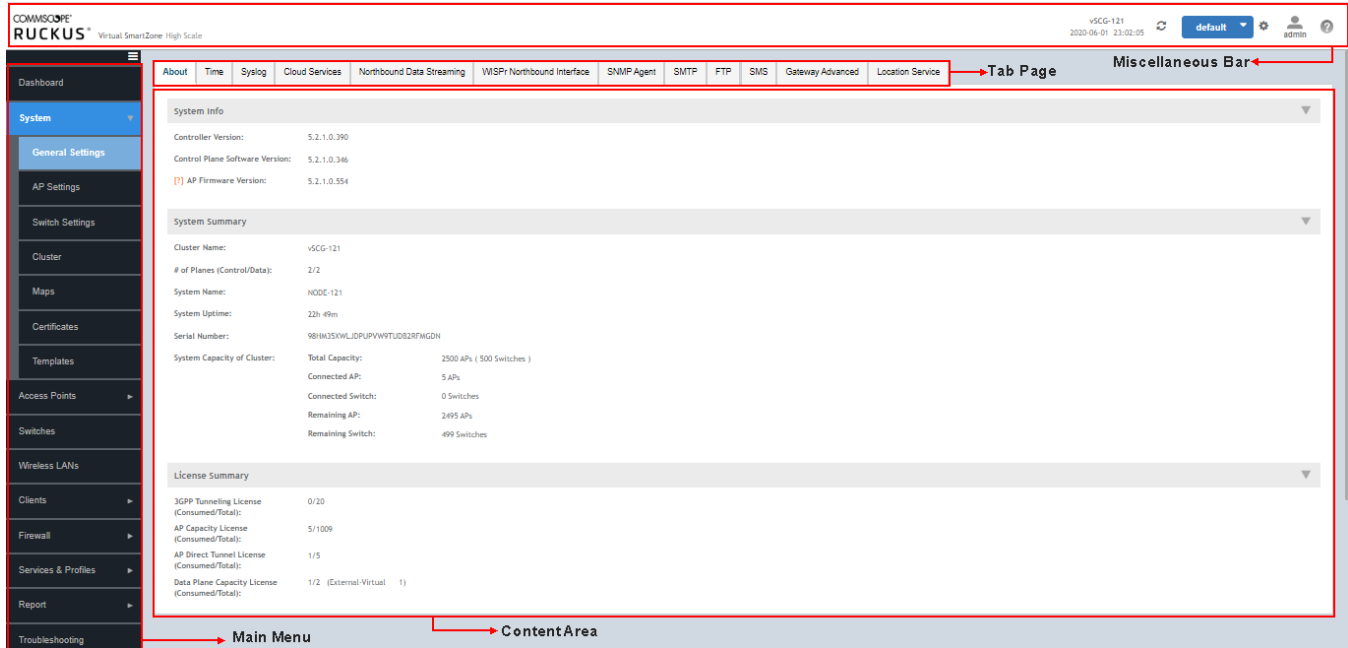 COMMSCOPE®
RUCKUS® Virtual SmartZone High Scale
vSCG-121
2020-06-01 23:02:05
default
admin
Miscellaneous Bar
About Time Syslog Cloud Services Northbound Data Streaming WISPr Northbound Interface SNMP Agent SMTP FTP SMS Gateway Advanced Location Service
Tab Page
Dashboard
System
General Settings
AP Settings
Switch Settings
Cluster
Maps
Certificates
Templates
Access Points
Switches
Wireless LANs
Clients
Firewall
Services & Profiles
Report
Troubleshooting
System Info
Controller Version: 5.2.1.0.390
Control Plane Software Version: 5.2.1.0.346
[?] AP Firmware Version: 5.2.1.0.554
System Summary
Cluster Name: vSCG-121
# of Planes (Control/Data): 2/2
System Name: NODE-121
System Uptime: 22h 49m
Serial Number: 98HM35XWLJDPUPVW9TUDB2RFMGDN
System Capacity of Cluster: Total Capacity: 2500 APs ( 500 Switches )
Connected AP: 5 APs
Connected Switch: 0 Switches
Remaining AP: 2495 APs
Remaining Switch: 499 Switches
License Summary
3GPP Tunneling License 0/20
(Consumed/Total):
AP Capacity License 5/1009
(Consumed/Total):
AP Direct Tunnel License 1/5
(Consumed/Total):
Data Plane Capacity License 1/2 (External-Virtual 1)
(Consumed/Total):
Main Menu
Content Area